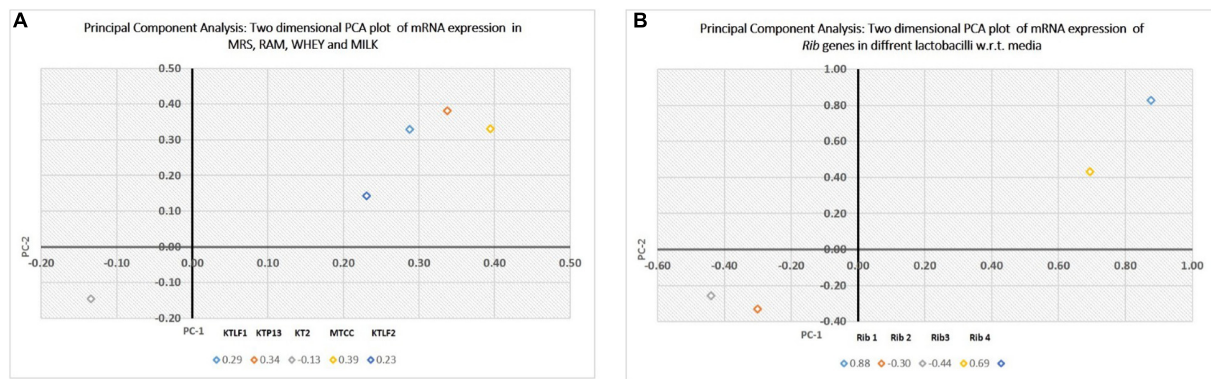 A
Principal Component Analysis: Two dimensional PCA plot of mRNA expression in
MRS, RAM, WHEY and MILK
0.50
0.40
0.30
0.20
0.10
0.00
-0.20 -0.10 0.00 0.10 0.20 0.30 0.40 0.50
-0.10
-0.20
PC-2
PC-1 KTLF1 KTP13 KT2 MTCC KTLF2
0.29 0.34 -0.13 0.39 0.23
B
Principal Component Analysis: Two dimensional PCA plot of mRNA expression of
Rib genes in diffrent lactobacilli w.r.t. media
1.00
0.80
0.60
0.40
0.20
0.00
-0.60 -0.40 -0.20 0.00 0.20 0.40 0.60 0.80 1.00
-0.20
-0.40
PC-2
PC-1 Rib 1 Rib 2 Rib3 Rib 4
0.88 -0.30 -0.44 0.69